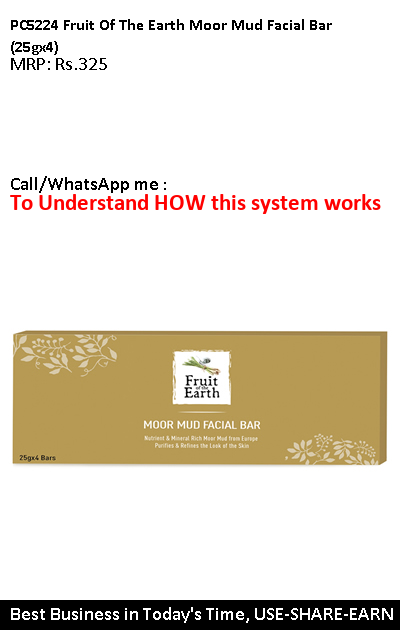 PC5224 Fruit Of The Earth Moor Mud Facial Bar
(25gx4)
MRP: Rs.325
Call/WhatsApp me :
To Understand HOW this system works
Fruit
of the
Earth
MOOR MUD FACIAL BAR
Nutrient & Mineral Rich Moor Mud from Europe
Purifies & Refines the Look of the Skin
25gx4 Bars
Best Business in Today's Time, USE-SHARE-EARN